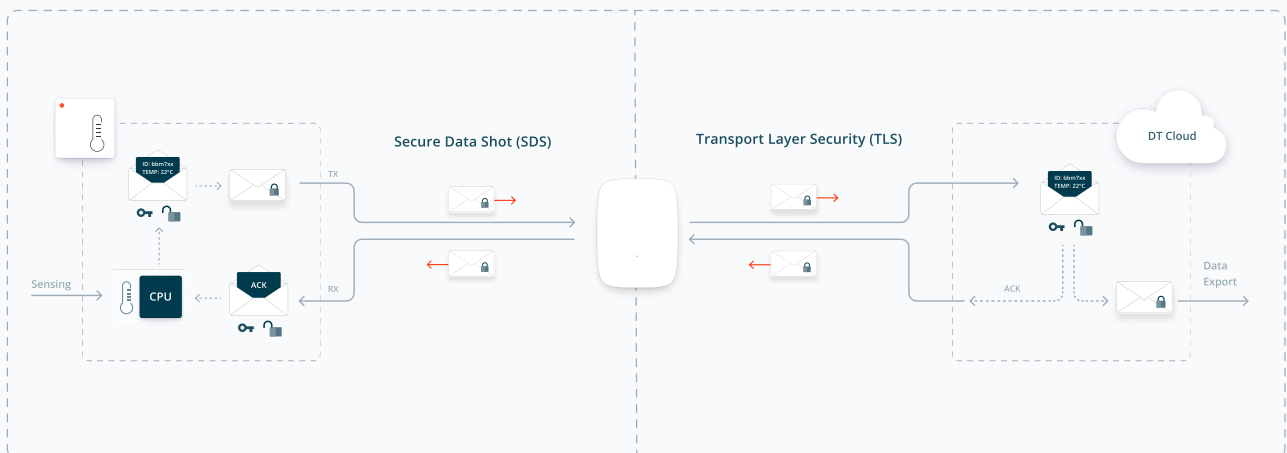 Secure Data Shot (SDS)
Transport Layer Security (TLS)
DT Cloud
ID: bbm7xx
TEMP: 22°C
TX
ID: bbm7xx
TEMP: 22°C
Sensing
CPU
ACK
RX
ACK
Data
Export